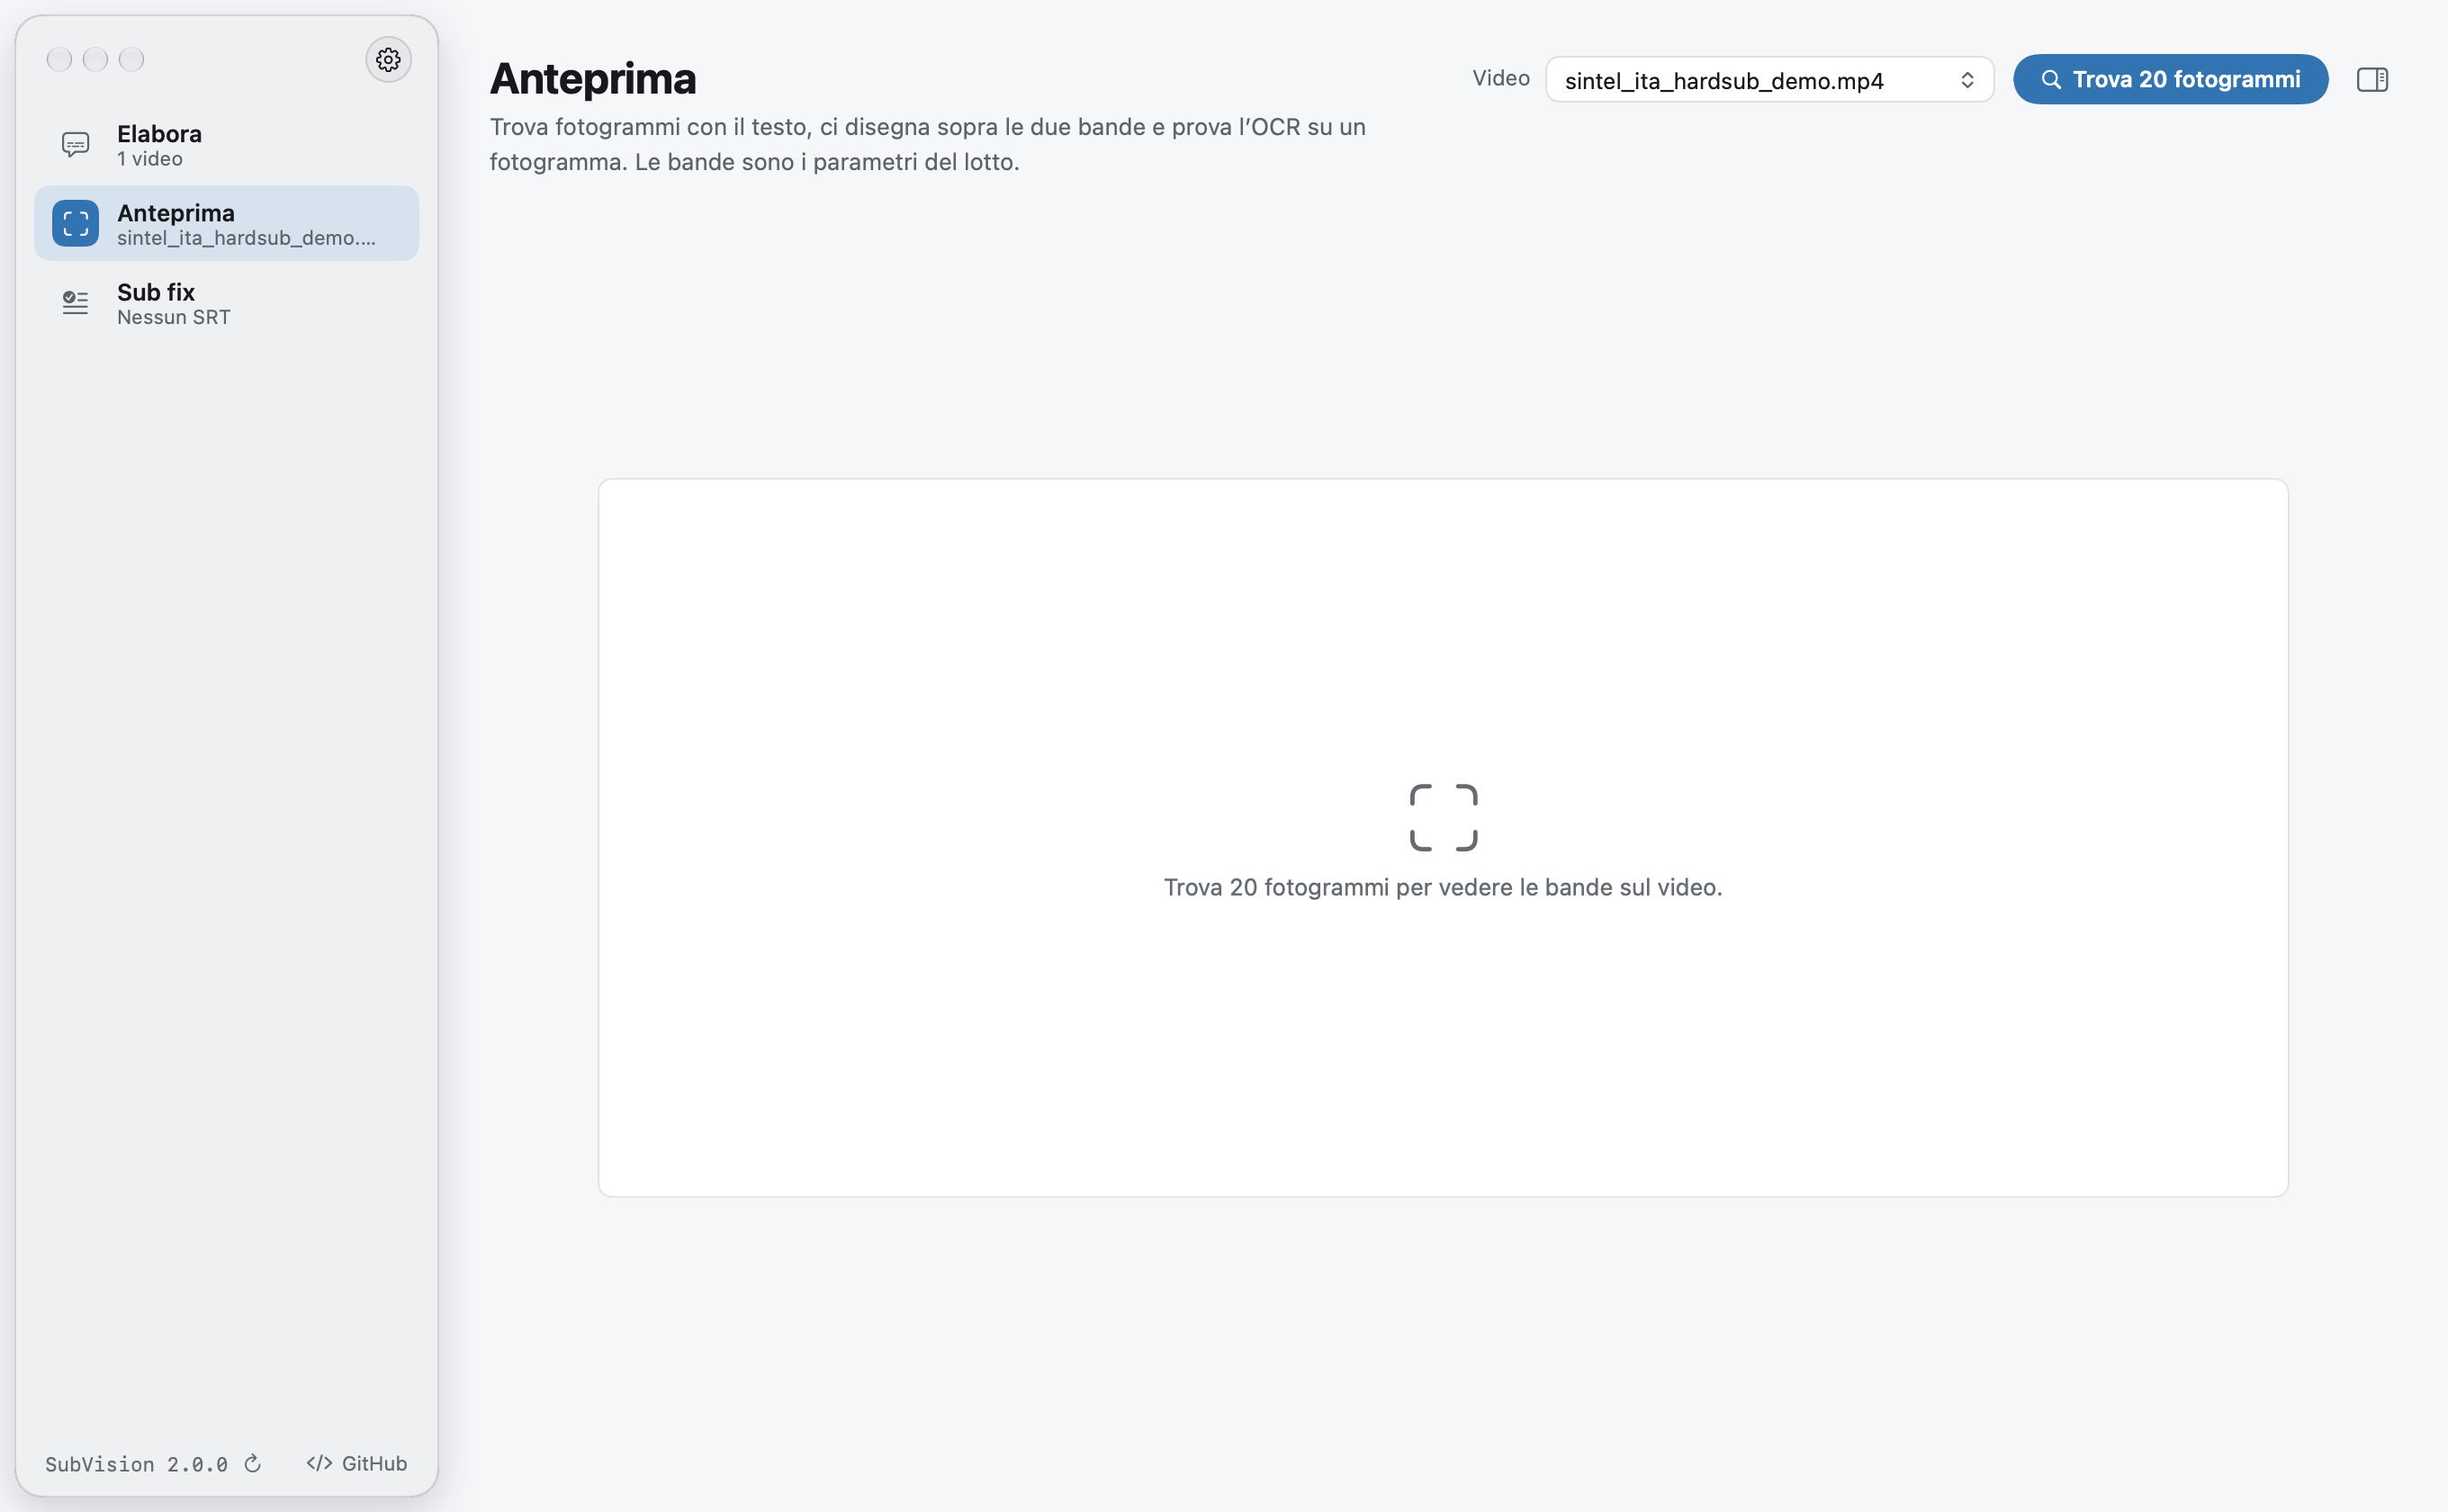 Elabora
1 video
Anteprima
sintel_ita_hardsub_demo....
Sub fix
Nessun SRT
SubVision 2.0.0
</> GitHub
Anteprima
Trova fotogrammi con il testo, ci disegna sopra le due bande e prova l’OCR su un
fotogramma. Le bande sono i parametri del lotto.
Video
sintel_ita_hardsub_demo.mp4
Trova 20 fotogrammi
Trova 20 fotogrammi per vedere le bande sul video.